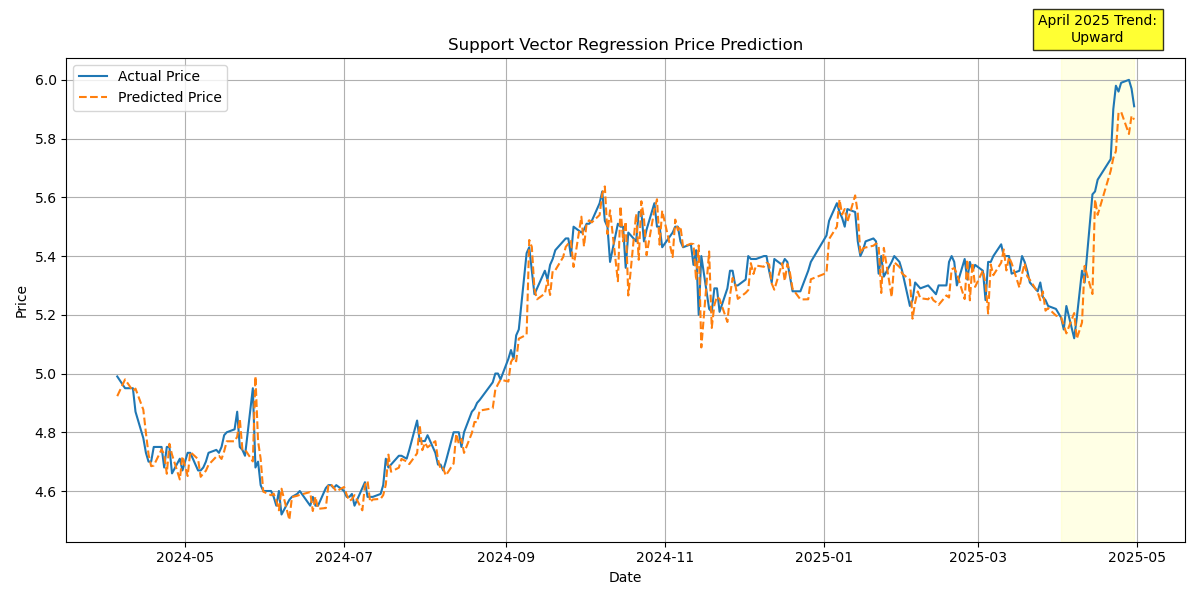 April 2025 Trend:
Upward
Support Vector Regression Price Prediction
Actual Price
Predicted Price
Price
6.0
5.8
5.6
5.4
5.2
5.0
4.8
4.6
2024-05 2024-07 2024-09 2024-11 2025-01 2025-03 2025-05
Date